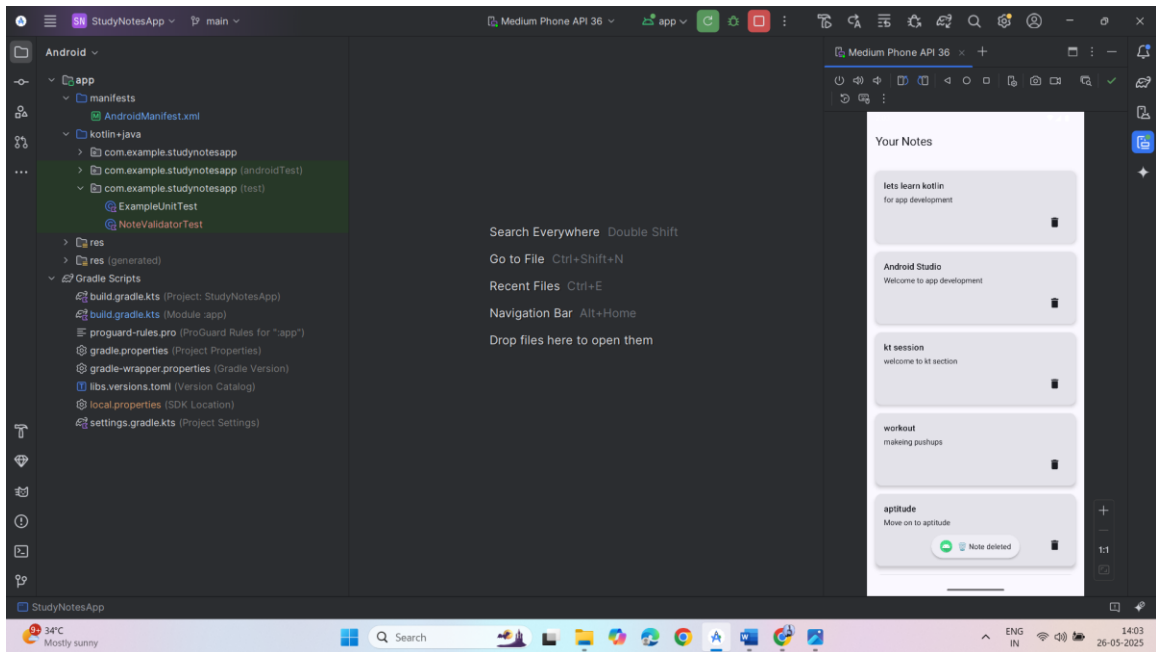 SN StudyNotesApp main Medium Phone API 36 app
Android
app
manifests
AndroidManifest.xml
kotlin+java
com.example.studynotesapp
com.example.studynotesapp (androidTest)
com.example.studynotesapp (test)
ExampleUnitTest
NoteValidatorTest
res
res (generated)
Gradle Scripts
build.gradle.kts (Project: StudyNotesApp)
build.gradle.kts (Module :app)
proguard-rules.pro (ProGuard Rules for ":app")
gradle.properties (Project Properties)
gradle-wrapper.properties (Gradle Version)
libs.versions.toml (Version Catalog)
local.properties (SDK Location)
settings.gradle.kts (Project Settings)
Search Everywhere Double Shift
Go to File Ctrl+Shift+N
Recent Files Ctrl+E
Navigation Bar Alt+Home
Drop files here to open them
Medium Phone API 36
Your Notes
lets learn kotlin
for app development
Android Studio
Welcome to app development
kt session
welcome to kt section
workout
makeing pushups
aptitude
Move on to aptitude
Note deleted
1:1
StudyNotesApp
9+
34°C
Mostly sunny
Search
ENG
IN
14:03
26-05-2025